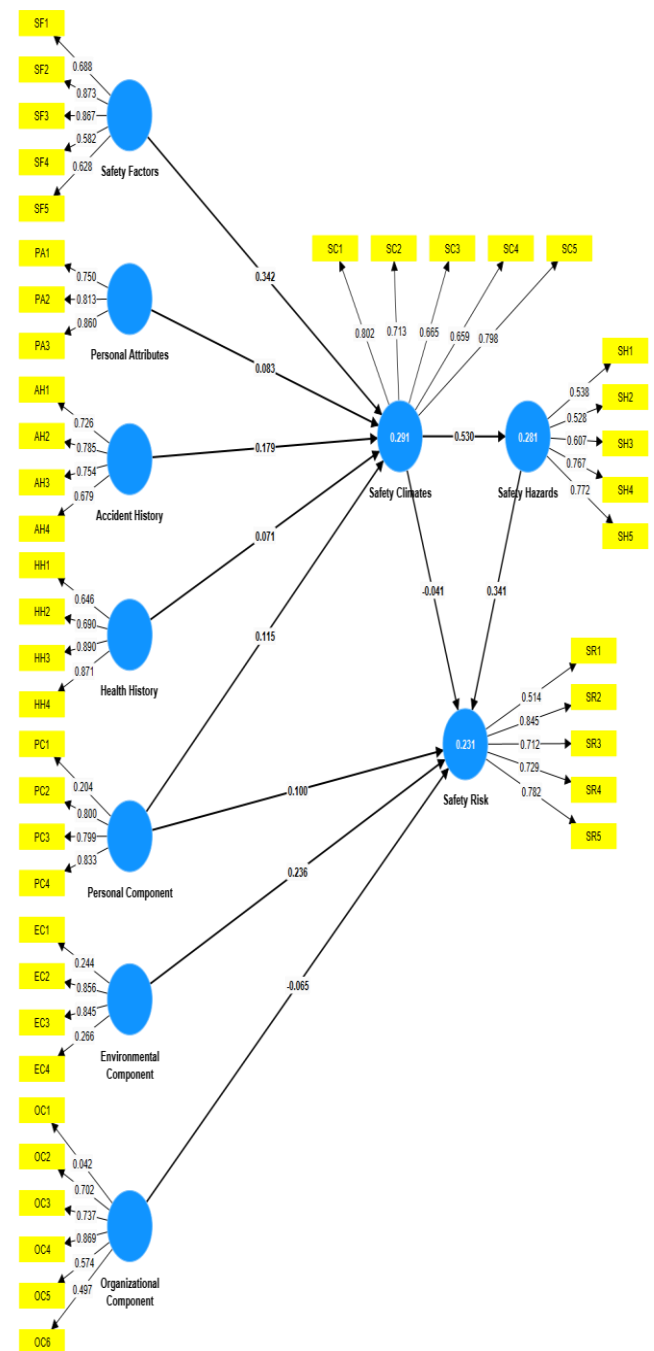 SF1
SF2
SF3
SF4
SF5
0.688
0.873
0.867
0.582
0.628
Safety Factors
PA1
PA2
PA3
0.750
0.813
0.860
Personal Attributes
AH1
AH2
AH3
AH4
0.726
0.785
0.754
0.679
Accident History
HH1
HH2
HH3
HH4
0.646
0.690
0.890
0.871
Health History
PC1
PC2
PC3
PC4
0.204
0.800
0.799
0.833
Personal Component
EC1
EC2
EC3
EC4
0.244
0.856
0.845
0.266
Environmental
Component
OC1
OC2
OC3
OC4
OC5
OC6
0.042
0.702
0.737
0.869
0.574
0.497
Organizational
Component
0.342
0.083
0.179
0.071
0.115
0.100
0.236
-0.065
SC1
SC2
SC3
SC4
SC5
0.802
0.713
0.665
0.659
0.798
0.291
Safety Climates
0.530
0.281
Safety Hazards
SH1
SH2
SH3
SH4
SH5
0.538
0.528
0.607
0.767
0.772
-0.041
0.341
0.231
Safety Risk
SR1
SR2
SR3
SR4
SR5
0.514
0.845
0.712
0.729
0.782